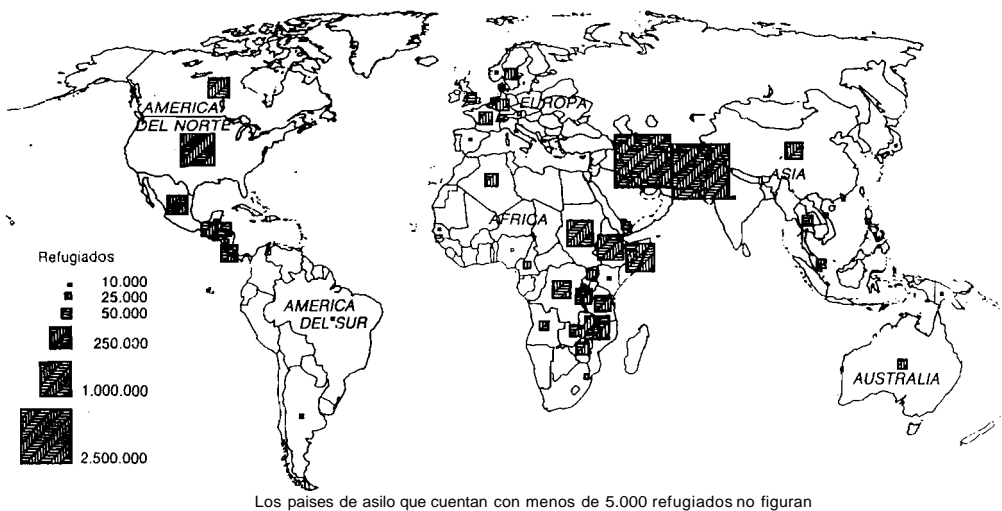 AMERICA
DEL NORTE
EUROPA
ASIA
AFRICA
Refugiados
10.000
25.000
50.000
250.000
1.000.000
2.500.000
AMERICA
DEL SUR
AUSTRALIA
Los paises de asilo que cuentan con menos de 5.000 refugiados no figuran